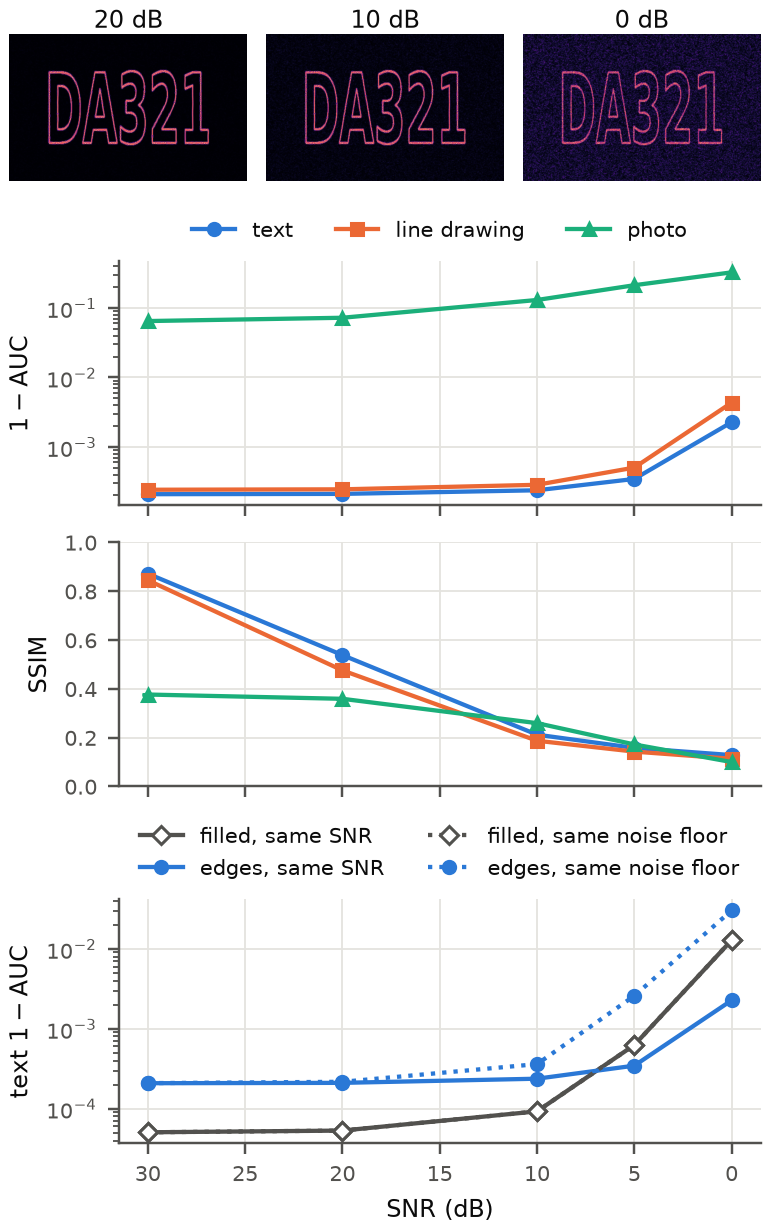 20 dB 10 dB 0 dB
DA321 DA321 DA321
text line drawing photo
10⁻¹
10⁻²
10⁻³
1 − AUC
1.0
0.8
0.6
0.4
0.2
0.0
SSIM
filled, same SNR filled, same noise floor
edges, same SNR edges, same noise floor
10⁻²
10⁻³
10⁻⁴
text 1 − AUC
30 25 20 15 10 5 0
SNR (dB)